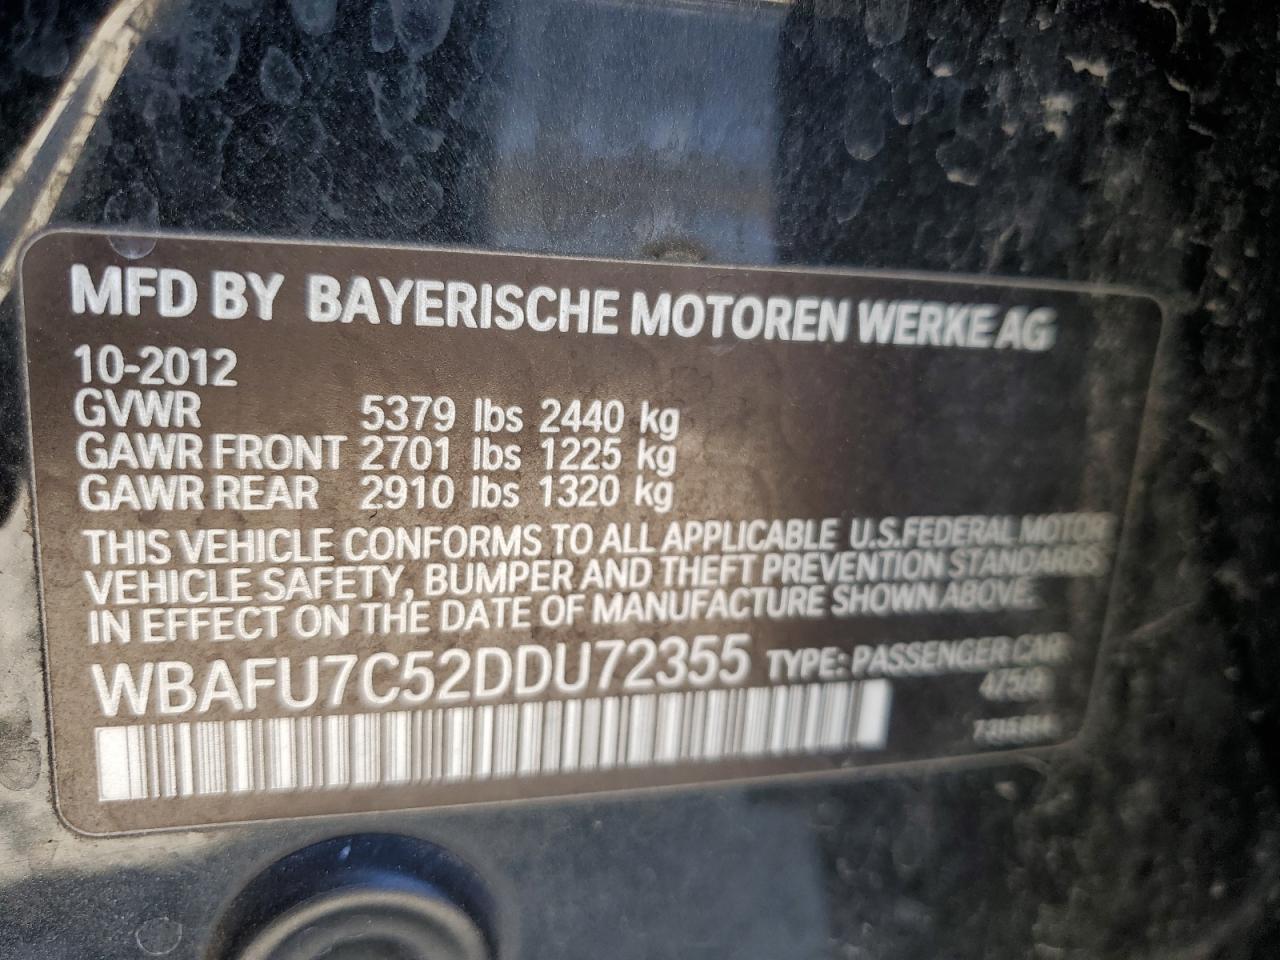 MFD BY BAYERISCHE MOTOREN WERKE AG
10-2012
GVWR 5379 lbs 2440 kg
GAWR FRONT 2701 lbs 1225 kg
GAWR REAR 2910 lbs 1320 kg
THIS VEHICLE CONFORMS TO ALL APPLICABLE U.S.FEDERAL MOTOR
VEHICLE SAFETY, BUMPER AND THEFT PREVENTION STANDARDS
IN EFFECT ON THE DATE OF MANUFACTURE SHOWN ABOVE.
WBAFU7C52DDU72355 TYPE: PASSENGER CAR
475/9